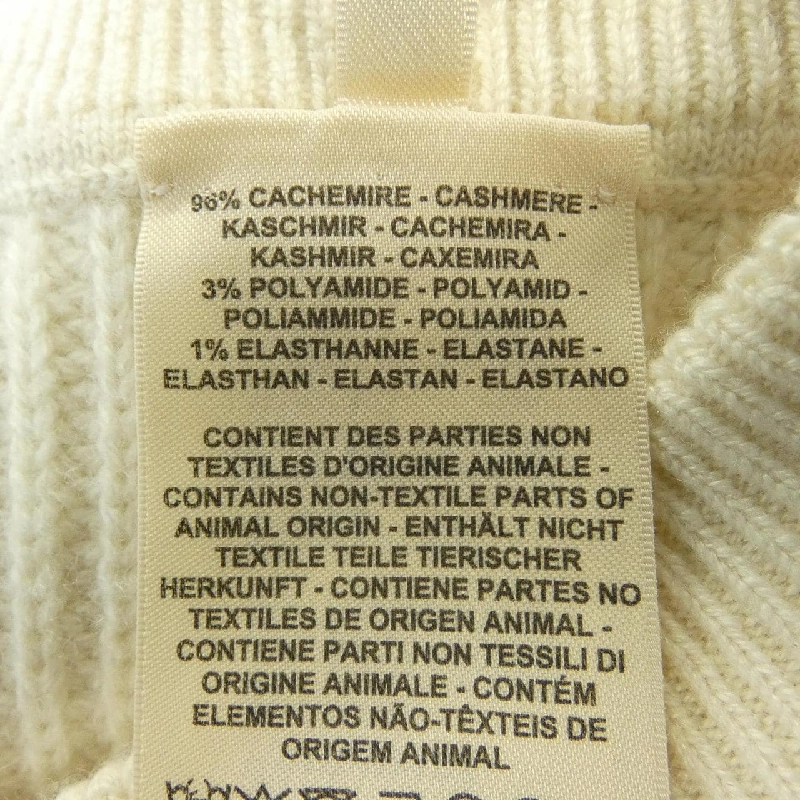 96% CACHEMIRE - CASHMERE -
KASCHMIR - CACHEMIRA -
KASHMIR - CAXEMIRA
3% POLYAMIDE - POLYAMID -
POLIAMMIDE - POLIAMIDA
1% ELASTHANNE - ELASTANE -
ELASTHAN - ELASTAN - ELASTANO
CONTIENT DES PARTIES NON
TEXTILES D'ORIGINE ANIMALE -
CONTAINS NON-TEXTILE PARTS OF
ANIMAL ORIGIN - ENTHÄLT NICHT
TEXTILE TEILE TIERISCHER
HERKUNFT - CONTIENE PARTES NO
TEXTILES DE ORIGEN ANIMAL -
CONTIENE PARTI NON TESSILI DI
ORIGINE ANIMALE - CONTÉM
ELEMENTOS NÃO-TÊXTEIS DE
ORIGEM ANIMAL